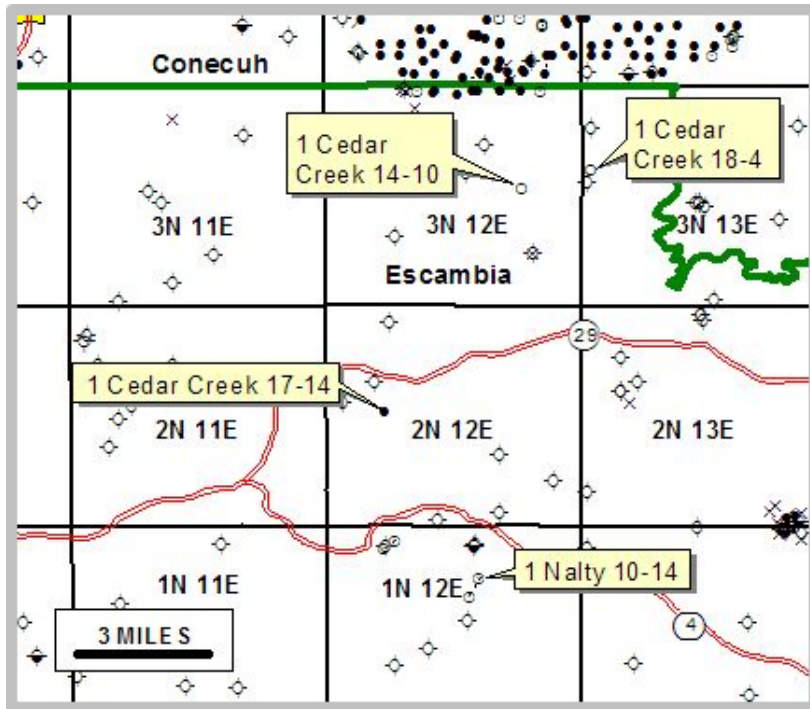 Conecuh
1 Cedar
Creek 14-10
1 Cedar
Creek 18-4
3N 11E
3N 12E
3N 13E
Escambia
29
1 Cedar Creek 17-14
2N 11E
2N 12E
2N 13E
1N 11E
1N 12E
1 Nalty 10-14
3 MILES
4